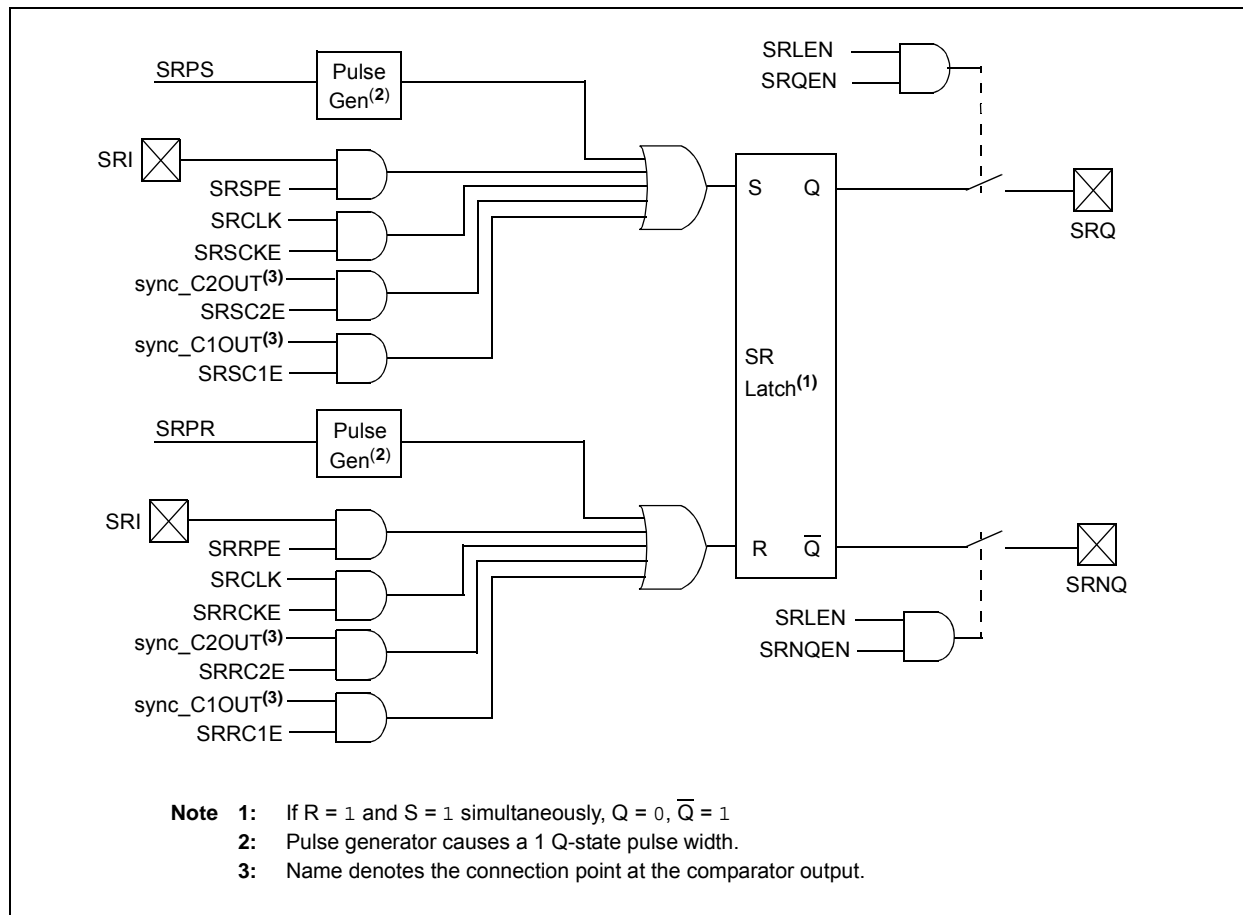 SRPS
Pulse
Gen(2)
SRI
SRSPE
SRCLK
SRSCKE
sync_C2OUT(3)
SRSC2E
sync_C1OUT(3)
SRSC1E
SRPR
Pulse
Gen(2)
SRI
SRRPE
SRCLK
SRRCKE
sync_C2OUT(3)
SRRC2E
sync_C1OUT(3)
SRRC1E
S Q
SR
Latch(1)
R Q̅
SRLEN
SRQEN
SRQ
SRNQ
SRLEN
SRNQEN
Note 1: If R = 1 and S = 1 simultaneously, Q = 0, Q̅ = 1
2: Pulse generator causes a 1 Q-state pulse width.
3: Name denotes the connection point at the comparator output.